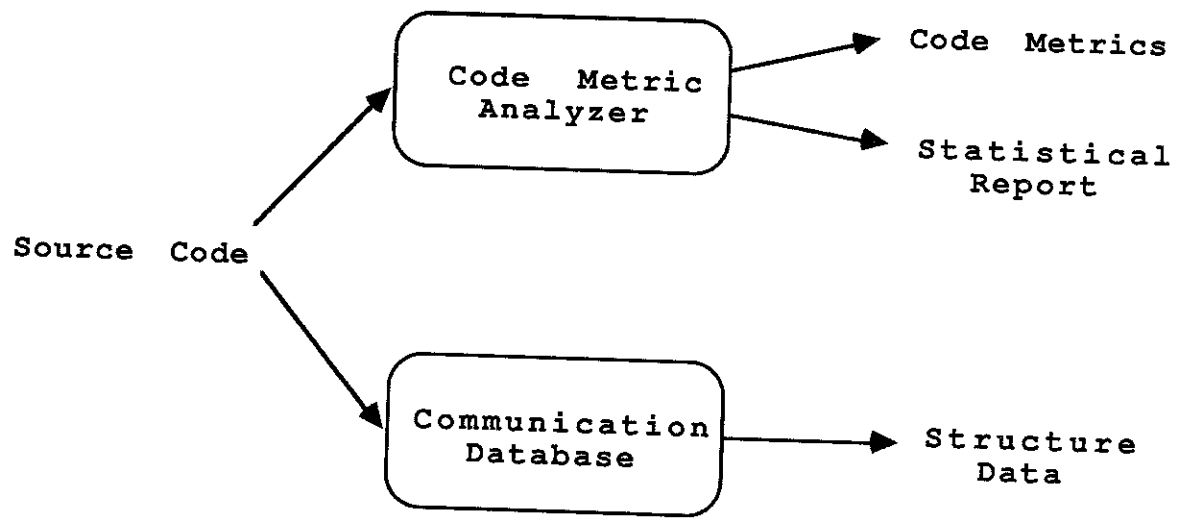 Code Metric
Analyzer
Code Metrics
Statistical
Report
Source Code
Communication
Database
Structure
Data